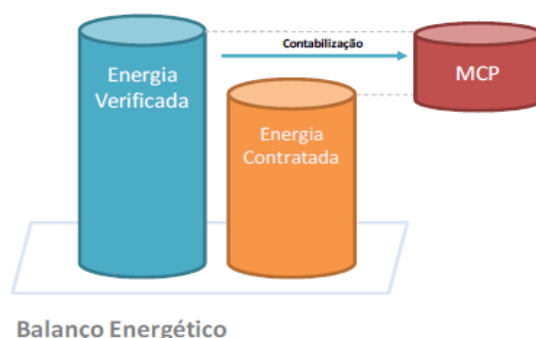 Contabilização
Energia
Verificada
MCP
Energia
Contratada
Balanço Energético